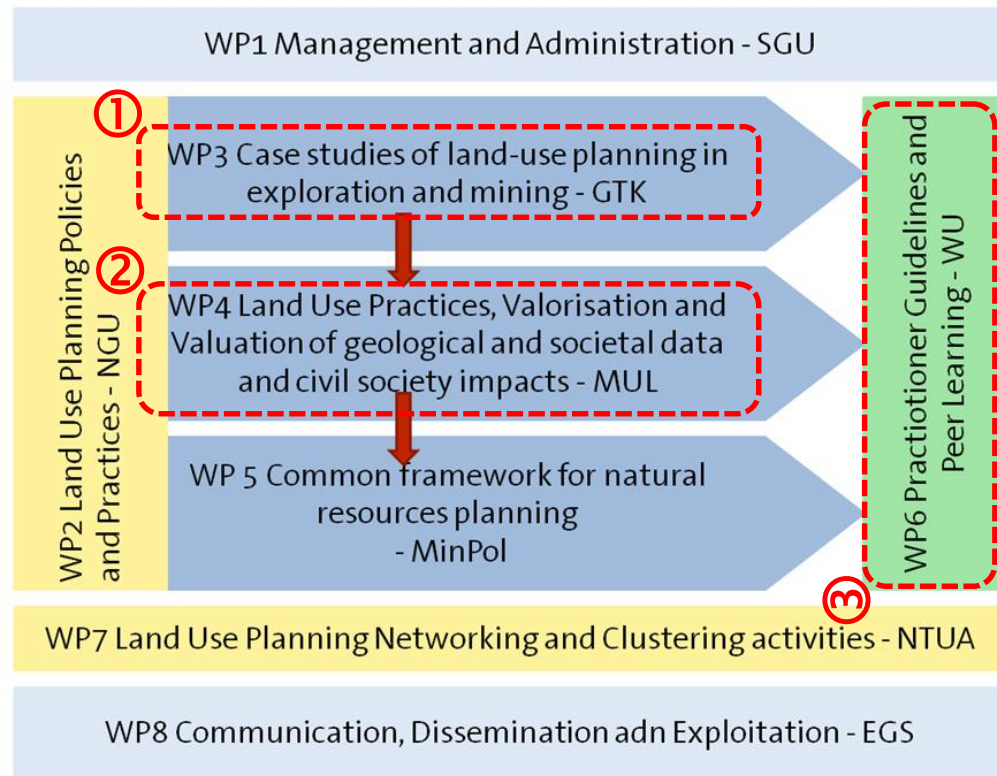 WP1 Management and Administration - SGU
WP2 Land Use Planning Policies
and Practices - NGU
①
WP3 Case studies of land-use planning in
exploration and mining - GTK
②
WP4 Land Use Practices, Valorisation and
Valuation of geological and societal data
and civil society impacts - MUL
WP 5 Common framework for natural
resources planning
- MinPol
WP6 Practiotioner Guidelines and
Peer Learning - WU
③
WP7 Land Use Planning Networking and Clustering activities - NTUA
WP8 Communication, Dissemination adn Exploitation - EGS